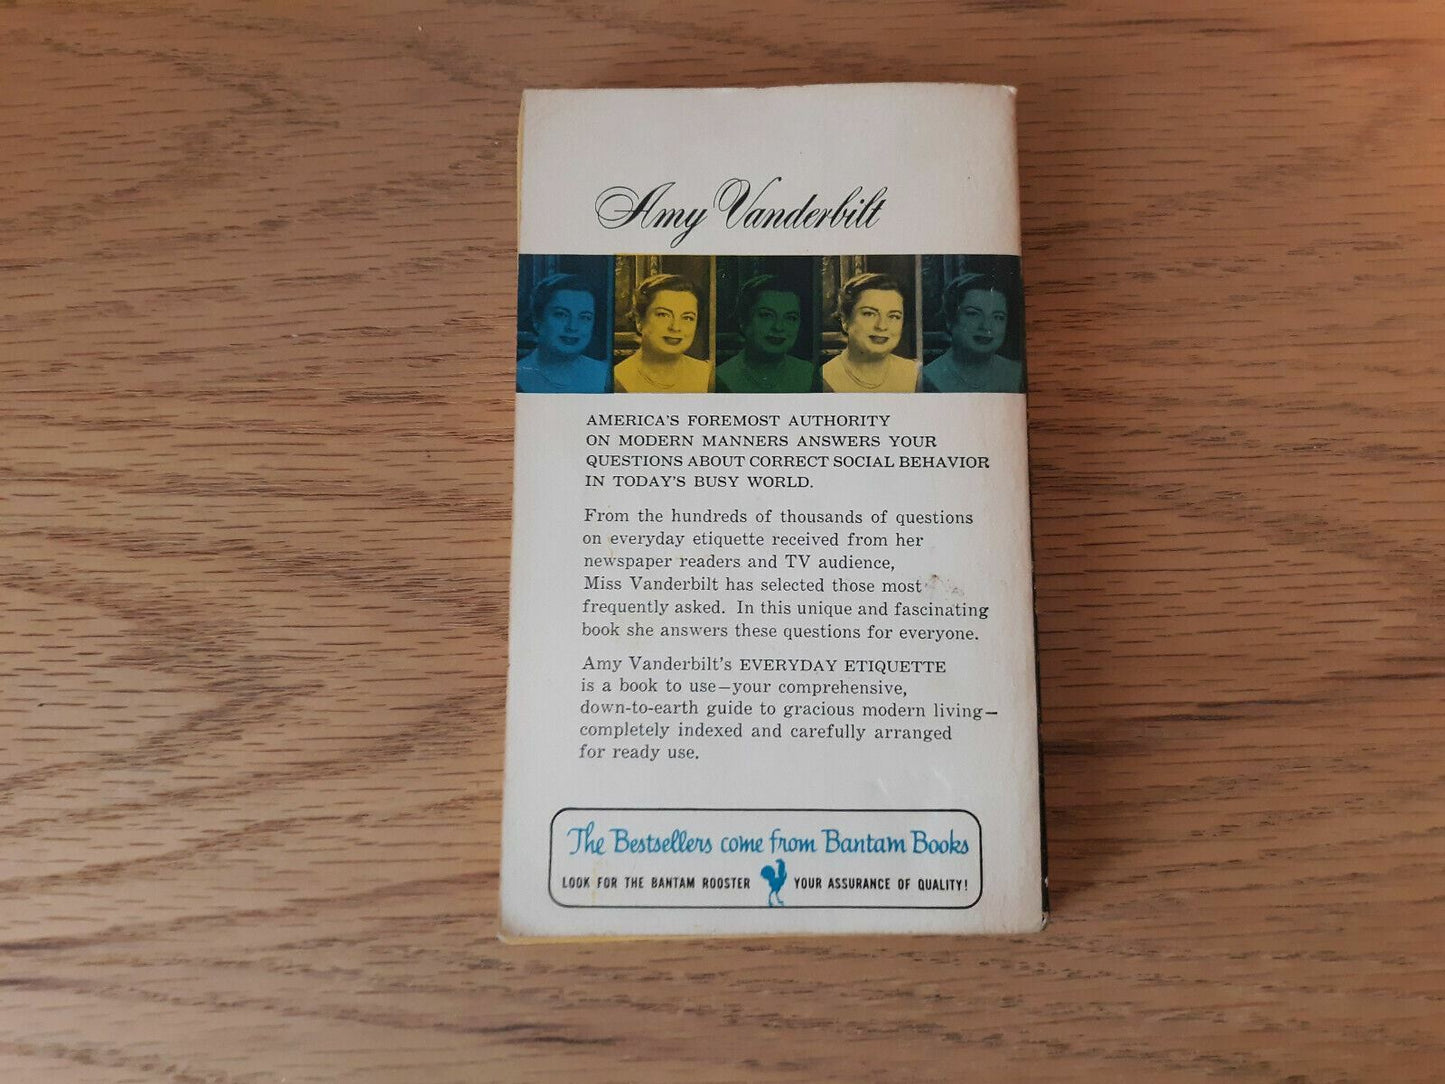 Amy Vanderbilt
AMERICA'S FOREMOST AUTHORITY
ON MODERN MANNERS ANSWERS YOUR
QUESTIONS ABOUT CORRECT SOCIAL BEHAVIOR
IN TODAY'S BUSY WORLD.
From the hundreds of thousands of questions
on everyday etiquette received from her
newspaper readers and TV audience,
Miss Vanderbilt has selected those most
frequently asked. In this unique and fascinating
book she answers these questions for everyone.
Amy Vanderbilt's EVERYDAY ETIQUETTE
is a book to use—your comprehensive,
down-to-earth guide to gracious modern living—
completely indexed and carefully arranged
for ready use.
The Bestsellers come from Bantam Books
LOOK FOR THE BANTAM ROOSTER YOUR ASSURANCE OF QUALITY!